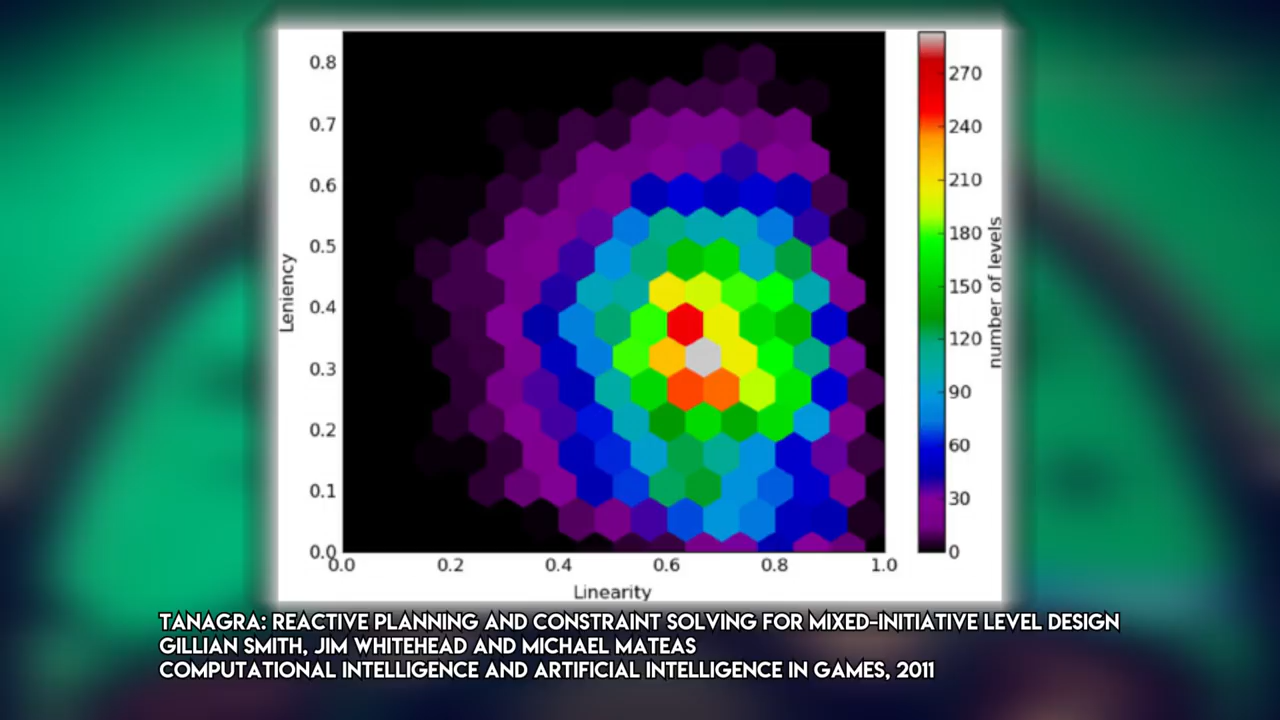 0.8
0.7
0.6
0.5
0.4
0.3
0.2
0.1
0.0
Leniency
0.0 0.2 0.4 0.6 0.8 1.0
Linearity
270
240
210
180
150
120
90
60
30
0
number of levels
TANAGRA: REACTIVE PLANNING AND CONSTRAINT SOLVING FOR MIXED-INITIATIVE LEVEL DESIGN
GILLIAN SMITH, JIM WHITEHEAD AND MICHAEL MATEAS
COMPUTATIONAL INTELLIGENCE AND ARTIFICIAL INTELLIGENCE IN GAMES, 2011